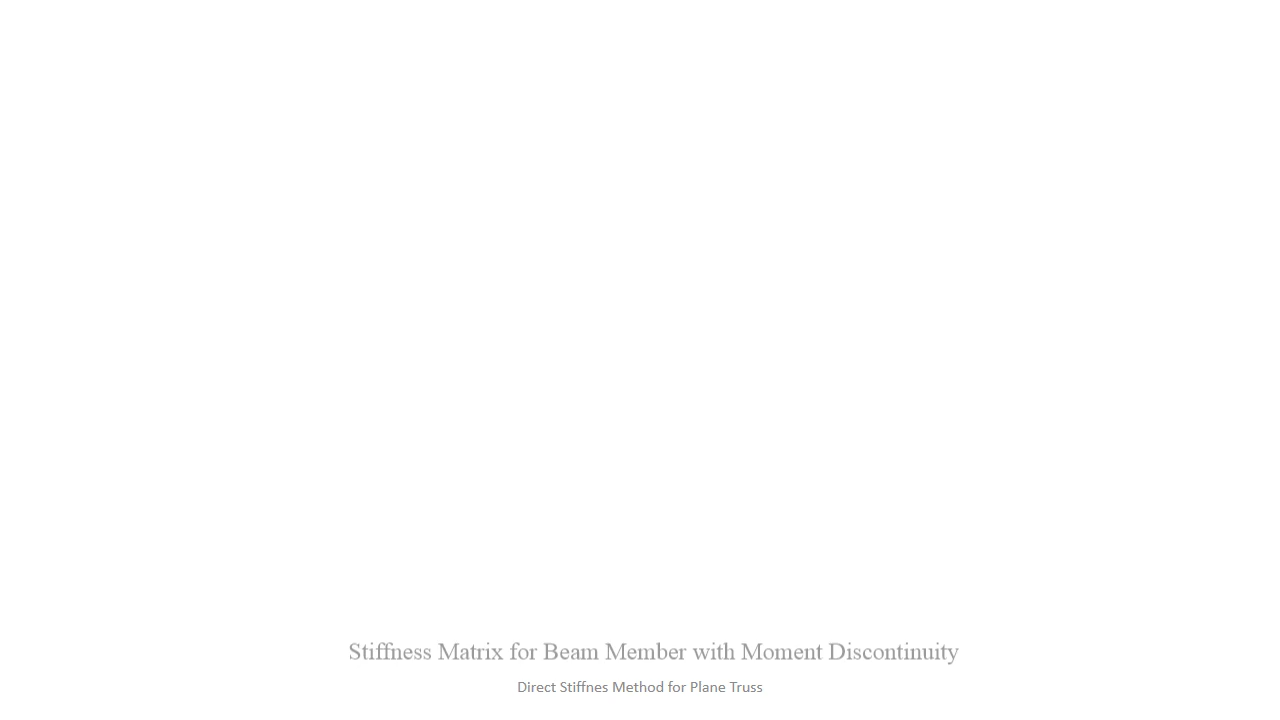 Stiffness Matrix for Beam Member with Moment Discontinuity
Direct Stiffnes Method for Plane Truss